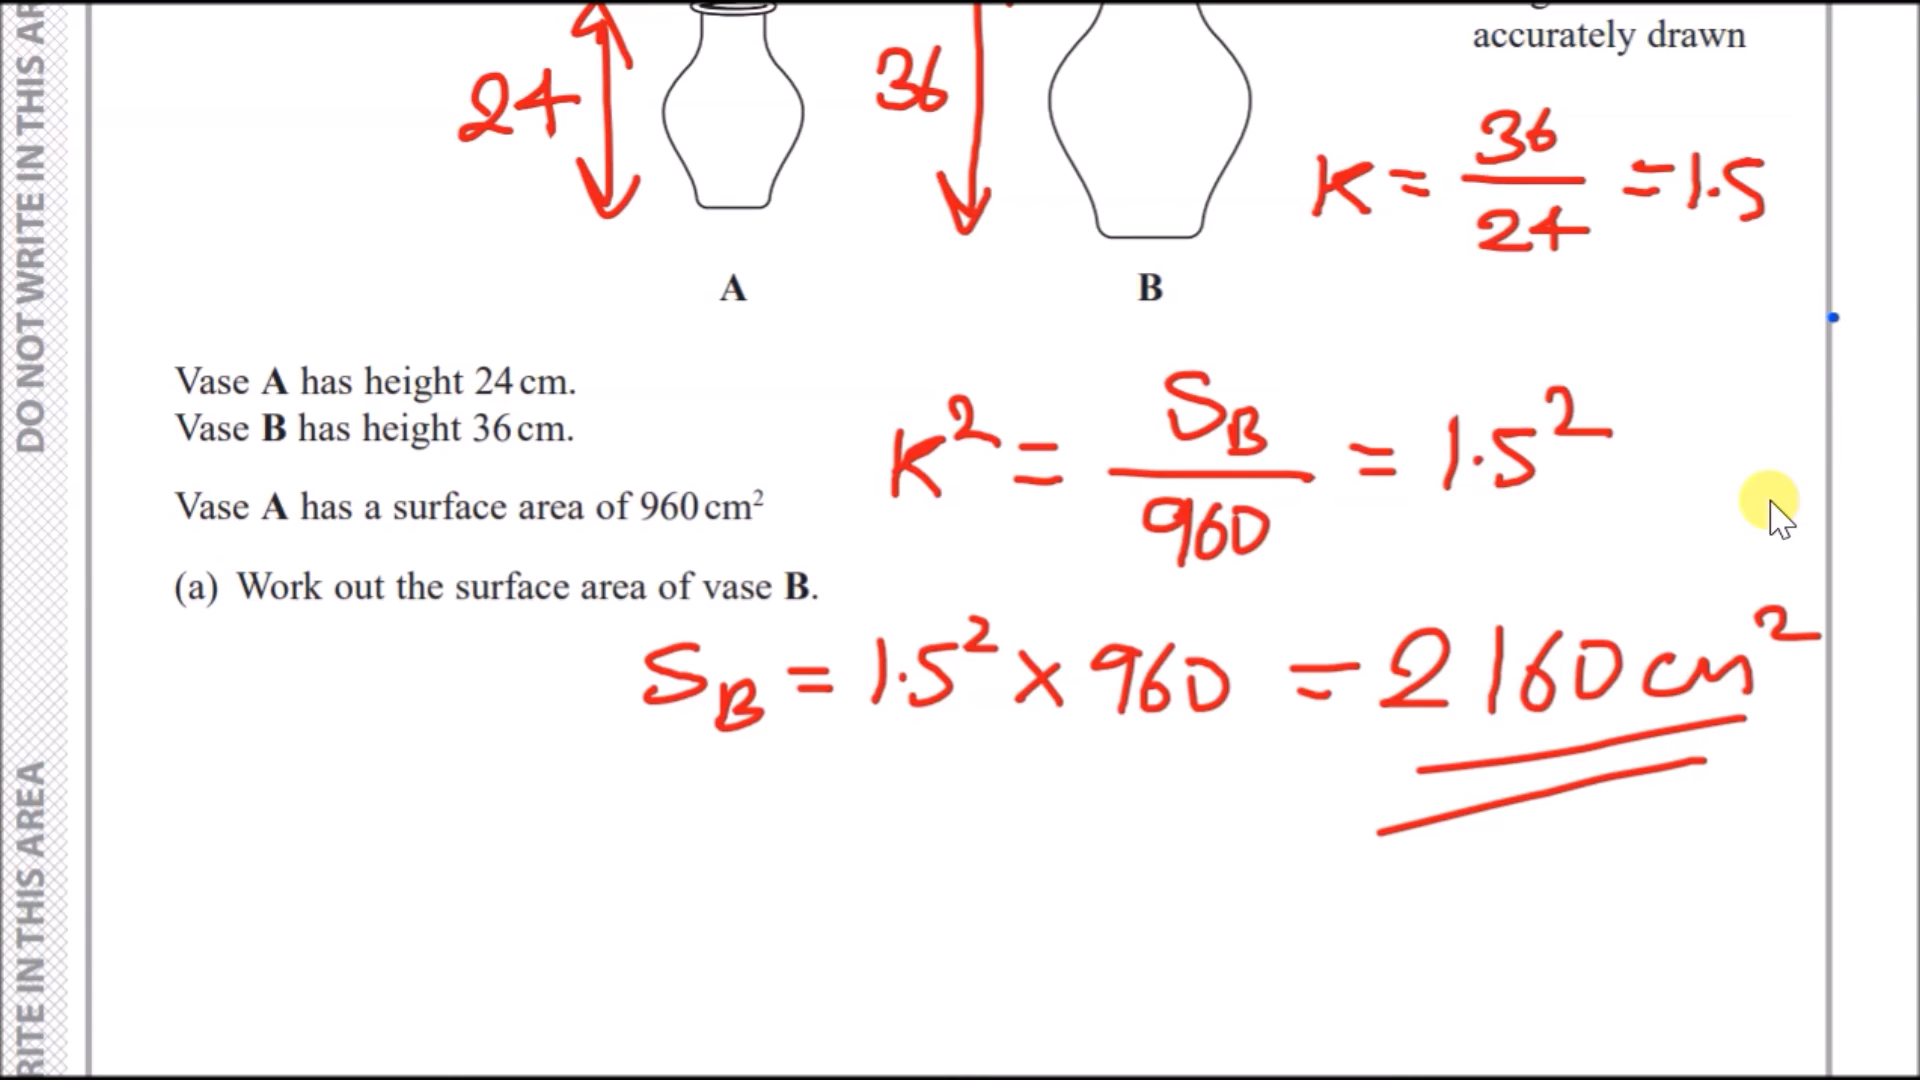 accurately drawn
24
36
K = 36/24 = 1.5
A
B
Vase A has height 24 cm.
Vase B has height 36 cm.
K² = S_B/960 = 1.5²
Vase A has a surface area of 960 cm²
(a) Work out the surface area of vase B.
S_B = 1.5² × 960 = 2160 cm²
DO NOT WRITE IN THIS AR
RITE IN THIS AREA